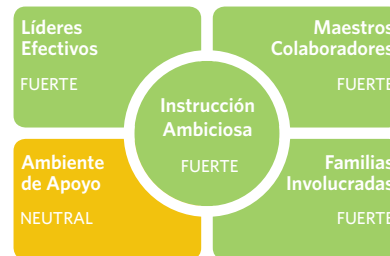 Líderes
Efectivos
FUERTE
Maestros
Colaboradores
FUERTE
Instrucción
Ambiciosa
FUERTE
Ambiente
de Apoyo
NEUTRAL
Familias
Involucradas
FUERTE